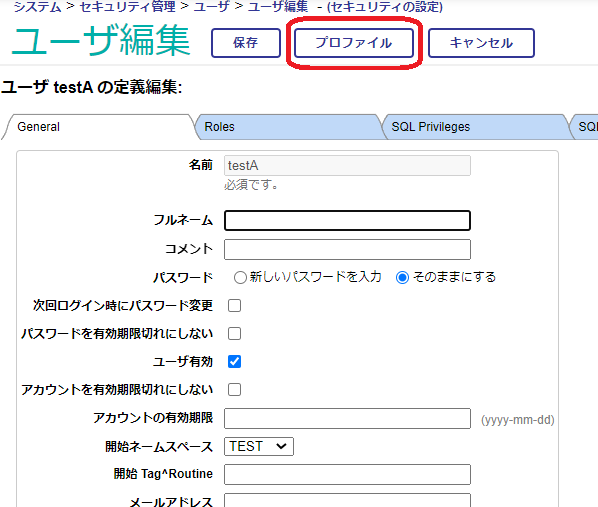 システム > セキュリティ管理 > ユーザ > ユーザ編集 - (セキュリティの設定)
ユーザ編集 保存 プロファイル キャンセル
ユーザ testA の定義編集:
General Roles SQL Privileges SQ
名前 testA
必須です。
フルネーム
コメント
パスワード 新しいパスワードを入力 そのままにする
次回ログイン時にパスワード変更
パスワードを有効期限切れにしない
ユーザ有効
アカウントを有効期限切れにしない
アカウントの有効期限 (yyyy-mm-dd)
開始ネームスペース TEST
開始 Tag^Routine
メールアドレス